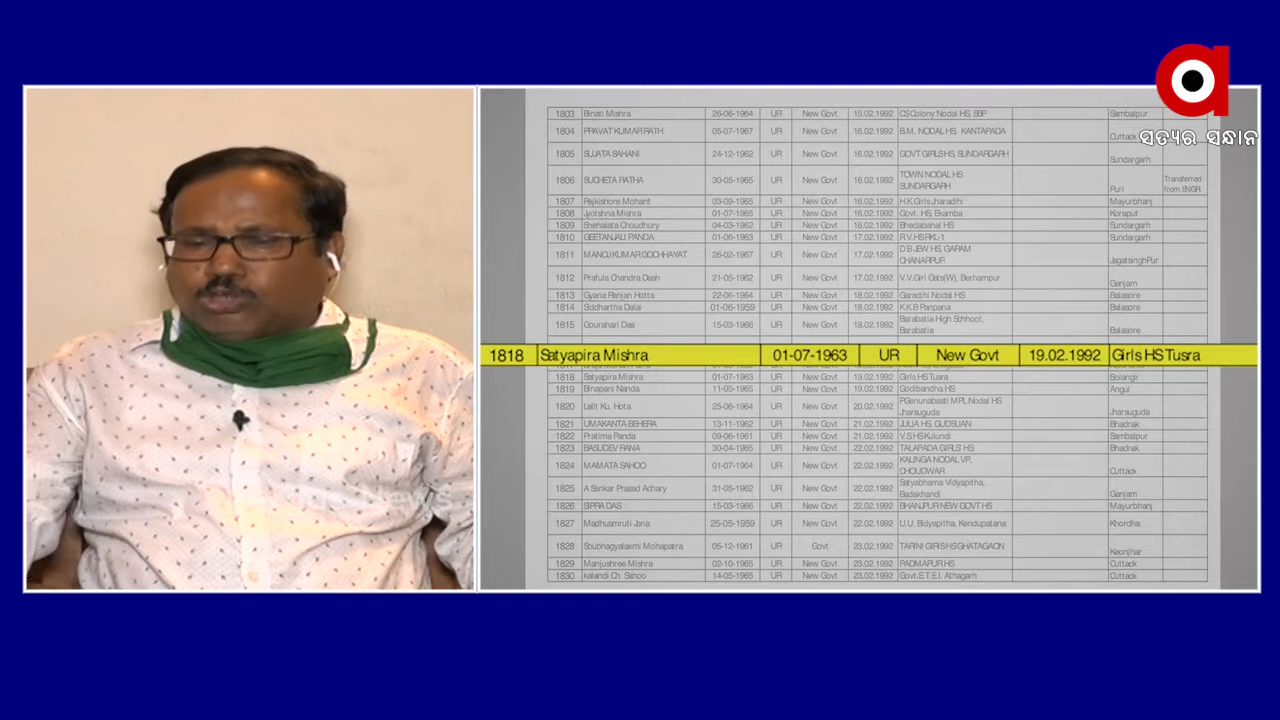 ସତ୍ୟର ସନ୍ଧାନ
1803 Binati Mishra 26-06-1964 UR New Govt 15.02.1992 CS Colony Nodal HS, SBP Sambalpur
1804 PRAVAT KUMAR RATH 05-07-1967 UR New Govt 16.02.1992 B.M. NODAL HS, KANTAPADA Cuttack
1805 SUJATA SAHANI 24-12-1962 UR New Govt 16.02.1992 GOVT GIRLS HS, SUNDARGARH Sundargarh
1806 SUCHETA RATHA 30-05-1965 UR New Govt 16.02.1992 TOWN NODAL HS SUNDARGARH Puri Transferred from SNGR
1807 Rejkishore Mohant 03-09-1965 UR New Govt 16.02.1992 H.K.Girls,Jharadihi Mayurbhanj
1808 Jyotshna Mishra 01-07-1965 UR New Govt 16.02.1992 Govt. HS, Ekamba Koraput
1809 Snehalata Choudhury 04-03-1962 UR New Govt 16.02.1992 Bhedabahal HS Sundargarh
1810 GEETANJALI PANDA 01-06-1963 UR New Govt 17.02.1992 R.V.HS RKL-1 Sundargarh
1811 MANOJ KUMAR GOCHHAYAT 26-02-1967 UR New Govt 17.02.1992 D B JEW HS, GARAM CHANARPUR JagatsinghPur
1812 Prafula Chandra Dash 21-05-1962 UR New Govt 17.02.1992 V.V.Giri Gats(W), Berhampur Ganjam
1813 Gyana Ranjan Hotta 22-06-1964 UR New Govt 18.02.1992 Garadihi Nodal HS Balasore
1814 Siddhartha Dalai 01-06-1959 UR New Govt 18.02.1992 K.K.B Panpana Balasore
1815 Gourahari Das 15-03-1966 UR New Govt 18.02.1992 Barabatia High Schhool, Barabatia Balasore
1818 Satyapira Mishra 01-07-1963 UR New Govt 19.02.1992 Girls HS Tusra
1818 Satyapira Mishra 01-07-1963 UR New Govt 19.02.1992 Girls HS Tusra Bolangir
1819 Binapani Nanda 11-05-1965 UR New Govt 19.02.1992 Godibandha HS Angul
1820 Lalit Ku. Hota 25-06-1964 UR New Govt 20.02.1992 PGenunabasti MPL Nodal HS Jharsuguda Jharsuguda
1821 UMAKANTA BEHERA 13-11-1962 UR New Govt 21.02.1992 JULIA HS, GUDSUAN Bhadrak
1822 Pratima Panda 09-06-1961 UR New Govt 21.02.1992 V.S.HS Kulundi Sambalpur
1823 BASUDEV RANA 30-04-1965 UR New Govt 22.02.1992 TALAPADA GIRLS' HS Bhadrak
1824 MAMATA SAHOO 01-07-1964 UR New Govt 22.02.1992 KALINGA NODAL VP, CHOUDWAR Cuttack
1825 A Sankar Prasad Achary 31-05-1962 UR New Govt 22.02.1992 Satyabhama Vidyapitha, Badakhandi Ganjam
1826 SIPRA DAS 15-03-1966 UR New Govt 22.02.1992 BHANJPUR NEW GOVT HS Mayurbhanj
1827 Madhusmruti Jena 25-05-1959 UR New Govt 22.02.1992 U.U. Bidyapitha, Kendupatana Khordha
1828 Soubhagyalaxmi Mohapatra 05-12-1961 UR Govt 23.02.1992 TARINI GIRIS HS GHATAGAON Keonjhar
1829 Manjushree Mishra 02-10-1965 UR New Govt 23.02.1992 PADMAPUR HS Cuttack
1830 kalandi Ch. Sahoo 14-05-1965 UR New Govt 23.02.1992 Govt.E.T.E.I. Athagarh Cuttack